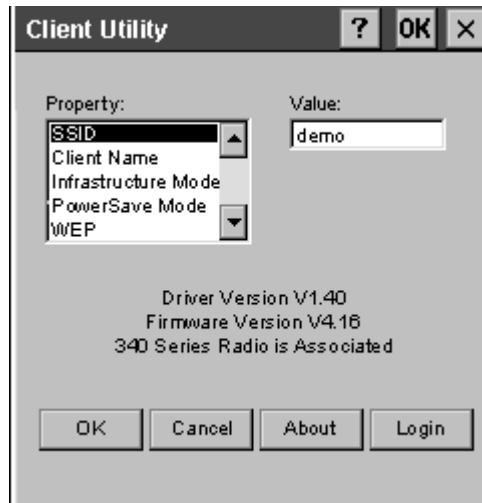 Client Utility ? OK ×
Property: Value:
SSID demo
Client Name
Infrastructure Mode
PowerSave Mode
WEP
Driver Version V1.40
Firmware Version V4.16
340 Series Radio is Associated
OK Cancel About Login